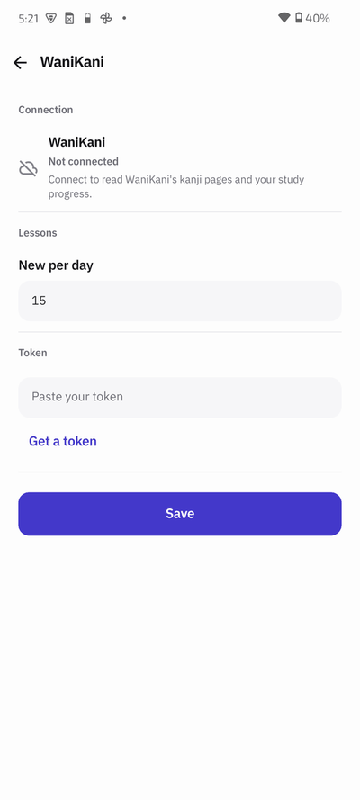 5:21
40%
WaniKani
Connection
WaniKani
Not connected
Connect to read WaniKani's kanji pages and your study
progress.
Lessons
New per day
15
Token
Paste your token
Get a token
Save